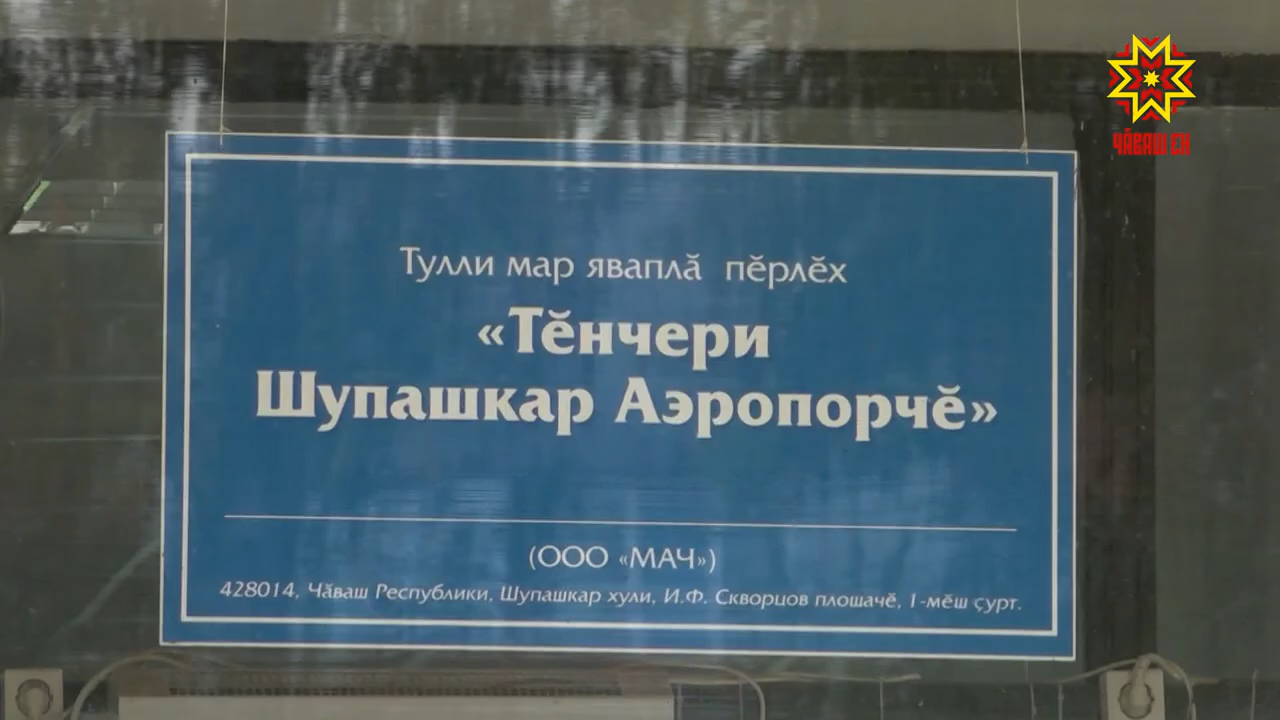 ЧӐВАШ ЕН
Тулли мар яваплӑ пӗрлӗх
«Тӗнчери
Шупашкар Аэропорчӗ»
(ООО «МАЧ»)
428014, Чӑваш Республики, Шупашкар хули, И.Ф. Скворцов плошачӗ, 1-мӗш ҫурт.